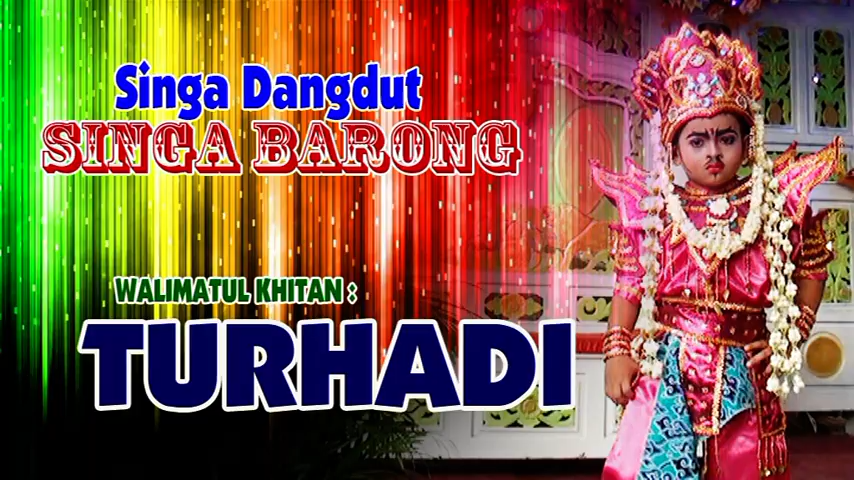 Singa Dangdut
SINGA BARONG
WALIMATUL KHITAN :
TURHADI